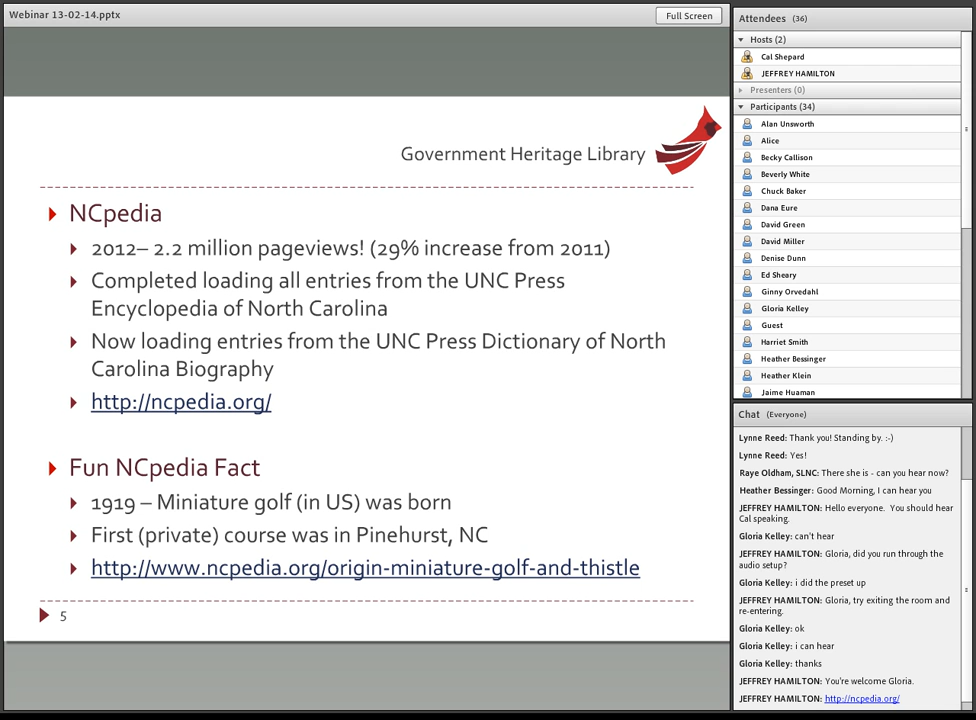 Webinar 13-02-14.pptx
Full Screen
Government Heritage Library
NCpedia
2012– 2.2 million pageviews! (29% increase from 2011)
Completed loading all entries from the UNC Press
Encyclopedia of North Carolina
Now loading entries from the UNC Press Dictionary of North
Carolina Biography
http://ncpedia.org/
Fun NCpedia Fact
1919 – Miniature golf (in US) was born
First (private) course was in Pinehurst, NC
http://www.ncpedia.org/origin-miniature-golf-and-thistle
5
Attendees (36)
Hosts (2)
Cal Shepard
JEFFREY HAMILTON
Presenters (0)
Participants (34)
Alan Unsworth
Alice
Becky Callison
Beverly White
Chuck Baker
Dana Eure
David Green
David Miller
Denise Dunn
Ed Sheary
Ginny Orvedahl
Gloria Kelley
Guest
Harriet Smith
Heather Bessinger
Heather Klein
Jaime Huaman
Chat (Everyone)
Lynne Reed: Thank you! Standing by. :-)
Lynne Reed: Yes!
Raye Oldham, SLNC: There she is - can you hear now?
Heather Bessinger: Good Morning, I can hear you
JEFFREY HAMILTON: Hello everyone. You should hear
Cal speaking.
Gloria Kelley: can't hear
JEFFREY HAMILTON: Gloria, did you run through the
audio setup?
Gloria Kelley: i did the preset up
JEFFREY HAMILTON: Gloria, try exiting the room and
re-entering.
Gloria Kelley: ok
Gloria Kelley: i can hear
Gloria Kelley: thanks
JEFFREY HAMILTON: You're welcome Gloria.
JEFFREY HAMILTON: http://ncpedia.org/